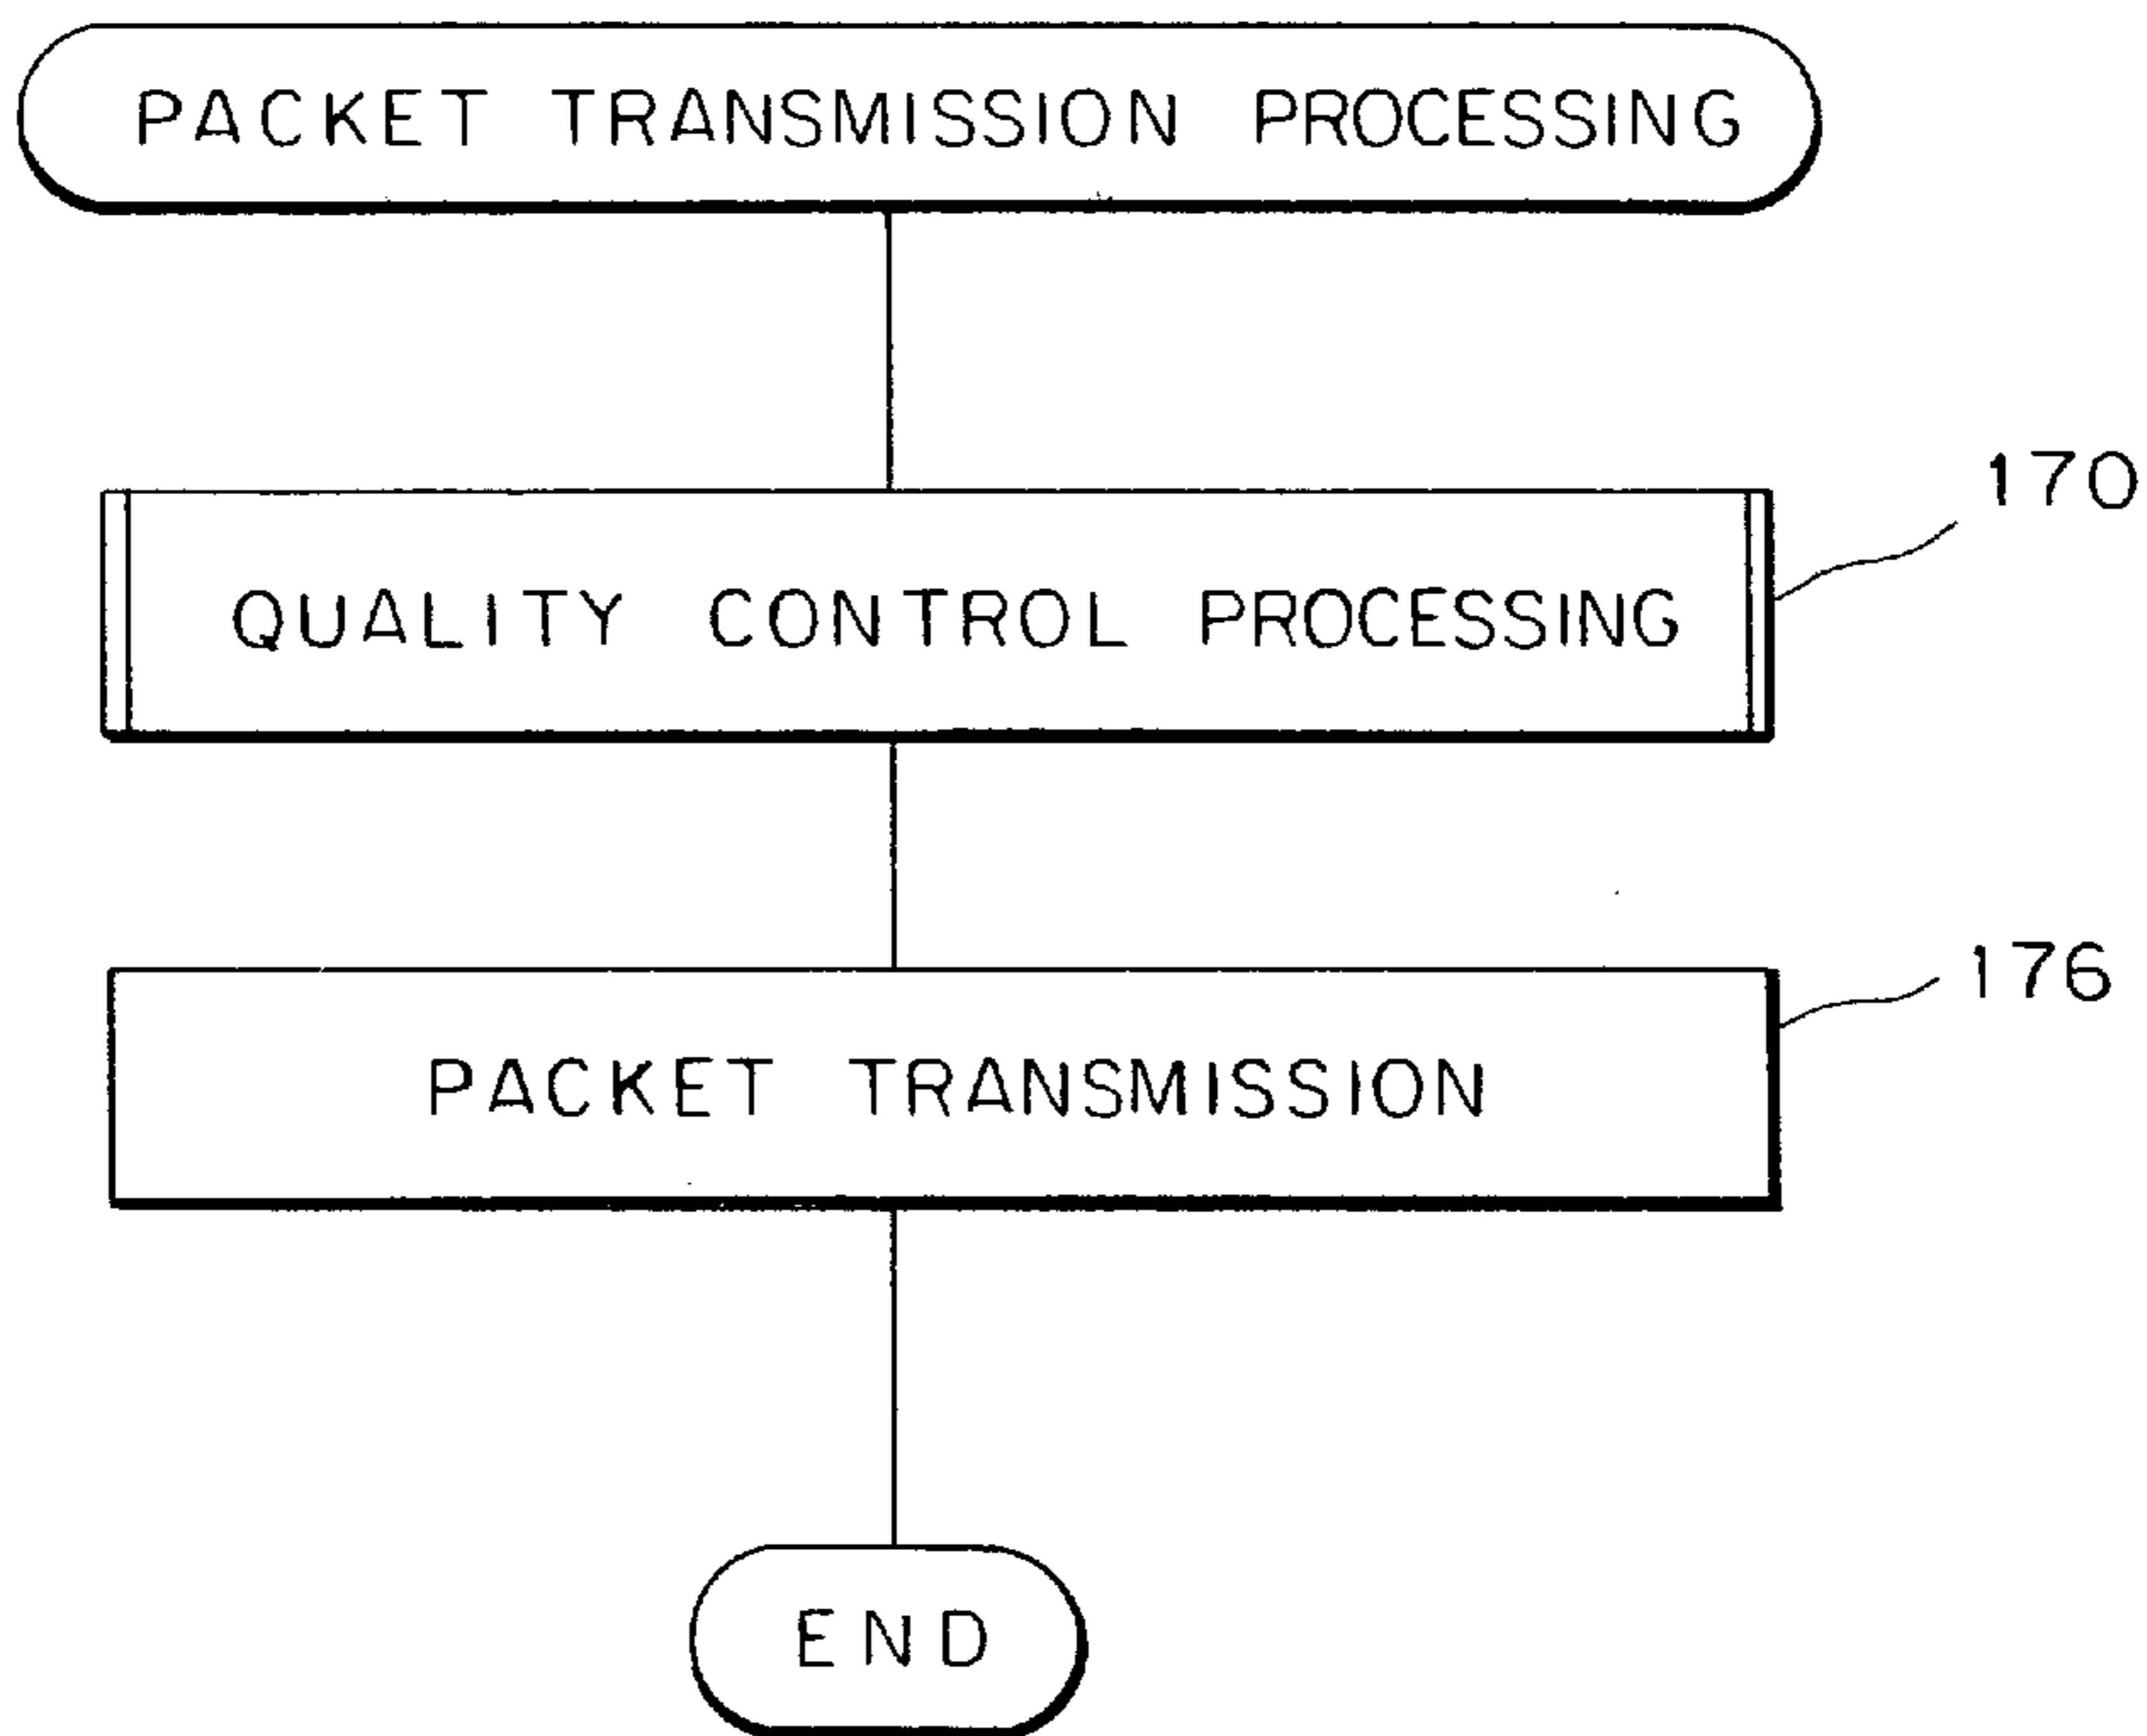 PACKET TRANSMISSION PROCESSING
170
QUALITY CONTROL PROCESSING
176
PACKET TRANSMISSION
END